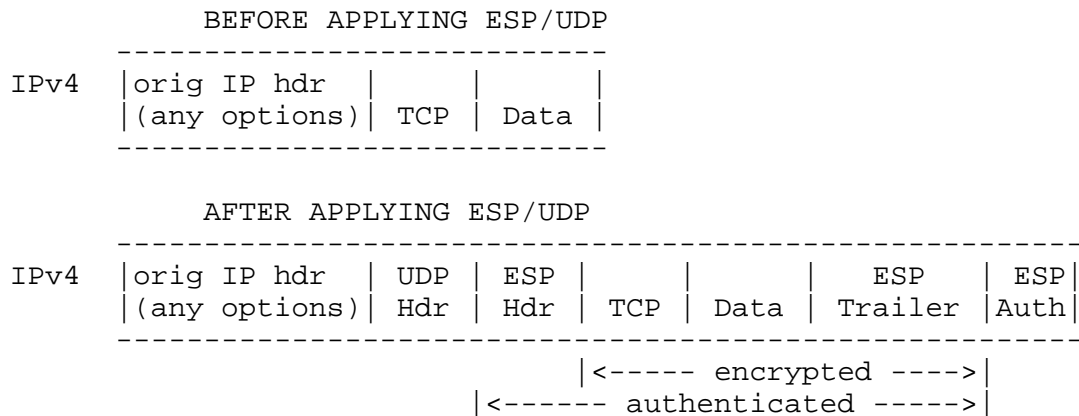 BEFORE APPLYING ESP/UDP
----------------------------
IPv4  |orig IP hdr  |     |      |
|(any options)| TCP | Data |
----------------------------
AFTER APPLYING ESP/UDP
-------------------------------------------------------
IPv4  |orig IP hdr  | UDP | ESP |     |      |   ESP   | ESP|
|(any options)| Hdr | Hdr | TCP | Data | Trailer |Auth|
-------------------------------------------------------
|<----- encrypted ---->|
|<------ authenticated ----->|